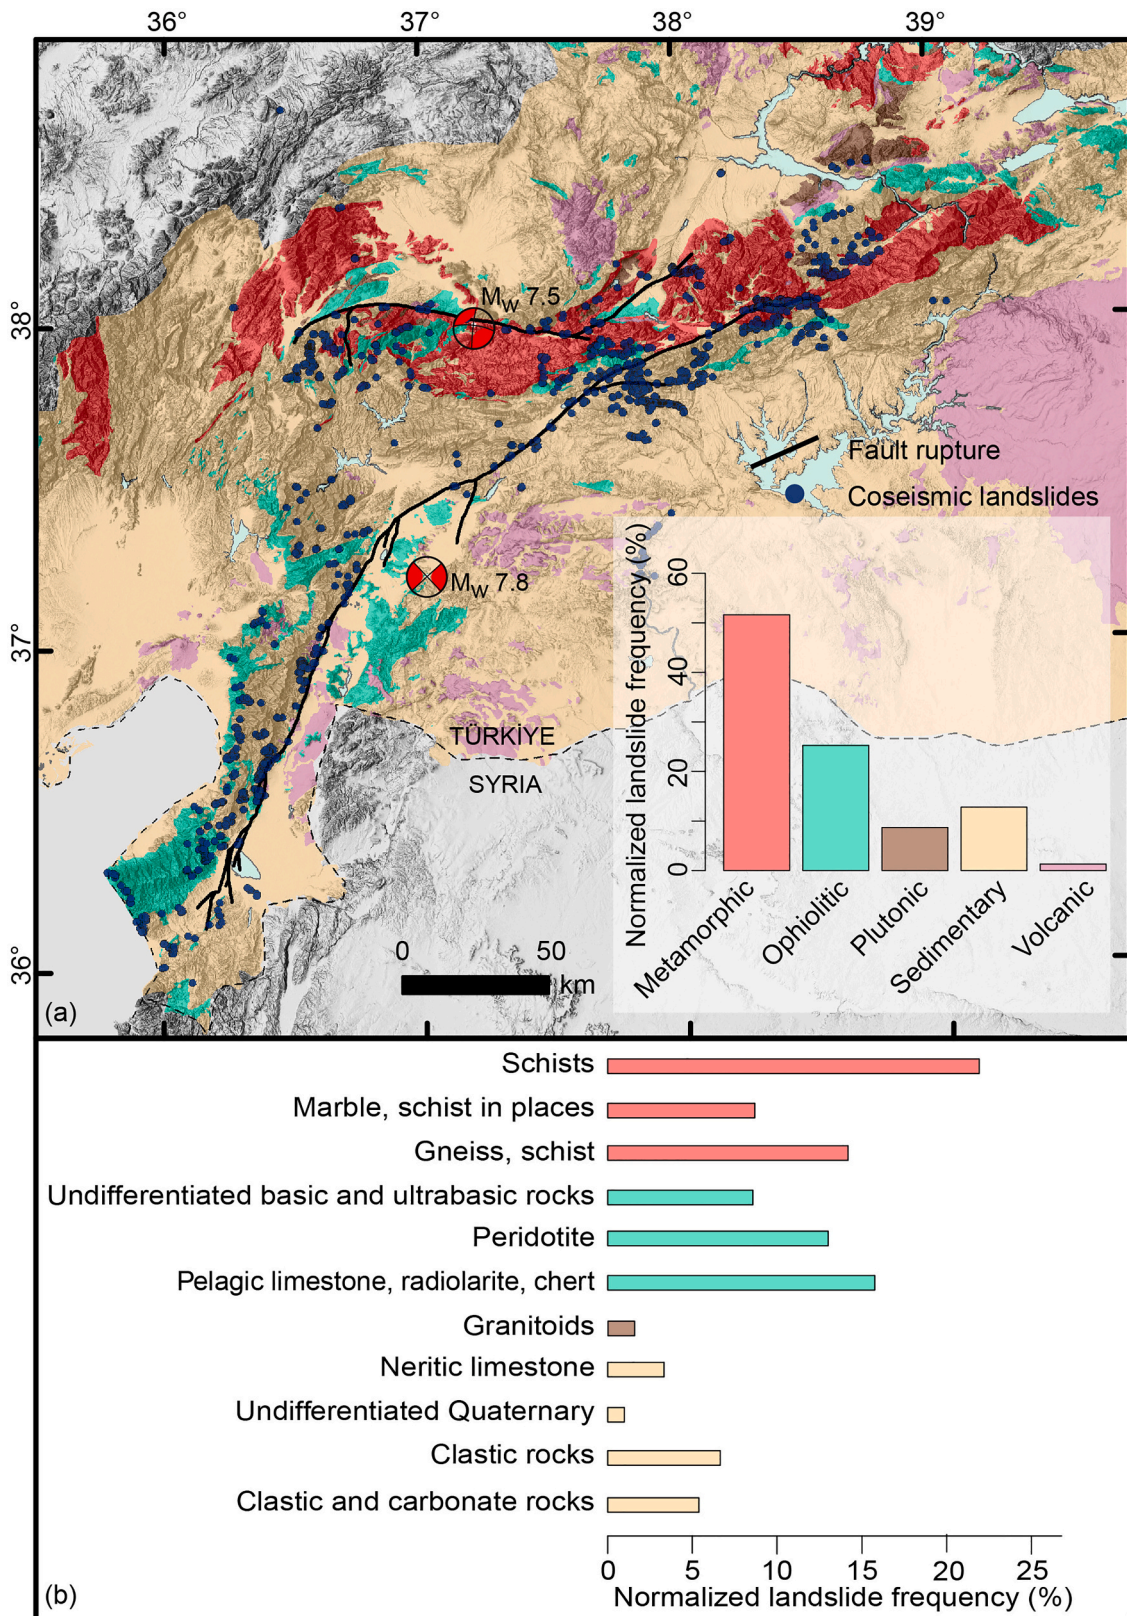 36° 37° 38° 39°
38°
38°
37°
36°
M_W 7.5
M_W 7.8
Fault rupture
Coseismic landslides
TÜRKİYE
SYRIA
0 50
km
(a)
Normalized landslide frequency (%)
60
40
20
0
Metamorphic
Ophiolitic
Plutonic
Sedimentary
Volcanic
Schists
Marble, schist in places
Gneiss, schist
Undifferentiated basic and ultrabasic rocks
Peridotite
Pelagic limestone, radiolarite, chert
Granitoids
Neritic limestone
Undifferentiated Quaternary
Clastic rocks
Clastic and carbonate rocks
0 5 10 15 20 25
Normalized landslide frequency (%)
(b)